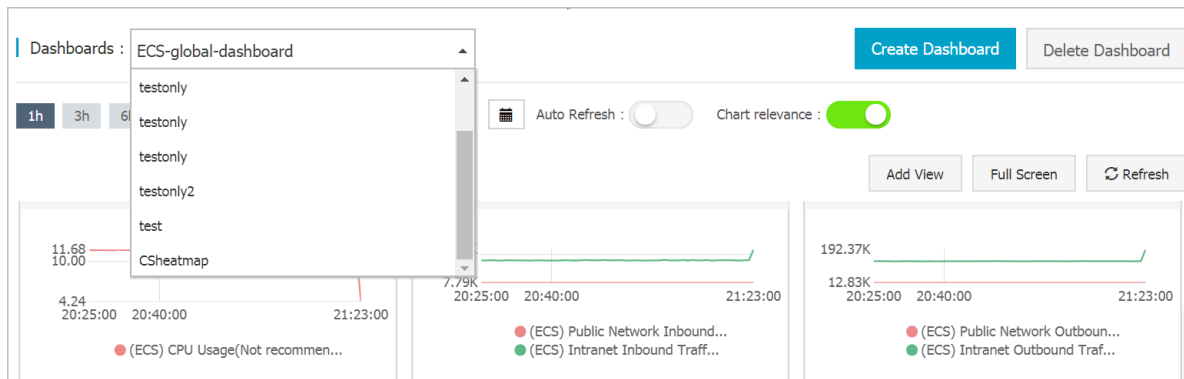 Dashboards : ECS-global-dashboard Create Dashboard Delete Dashboard
testonly
1h 3h Auto Refresh : Chart relevance :
testonly
testonly
testonly2
Add View Full Screen Refresh
test
CSheatmap
11.68
10.00
4.24
20:25:00 20:40:00 21:23:00
(ECS) CPU Usage(Not recommen...
7.79K
20:25:00 20:40:00 21:23:00
(ECS) Public Network Inbound...
(ECS) Intranet Inbound Traff...
192.37K
12.83K
20:25:00 20:40:00 21:23:00
(ECS) Public Network Outboun...
(ECS) Intranet Outbound Traf...